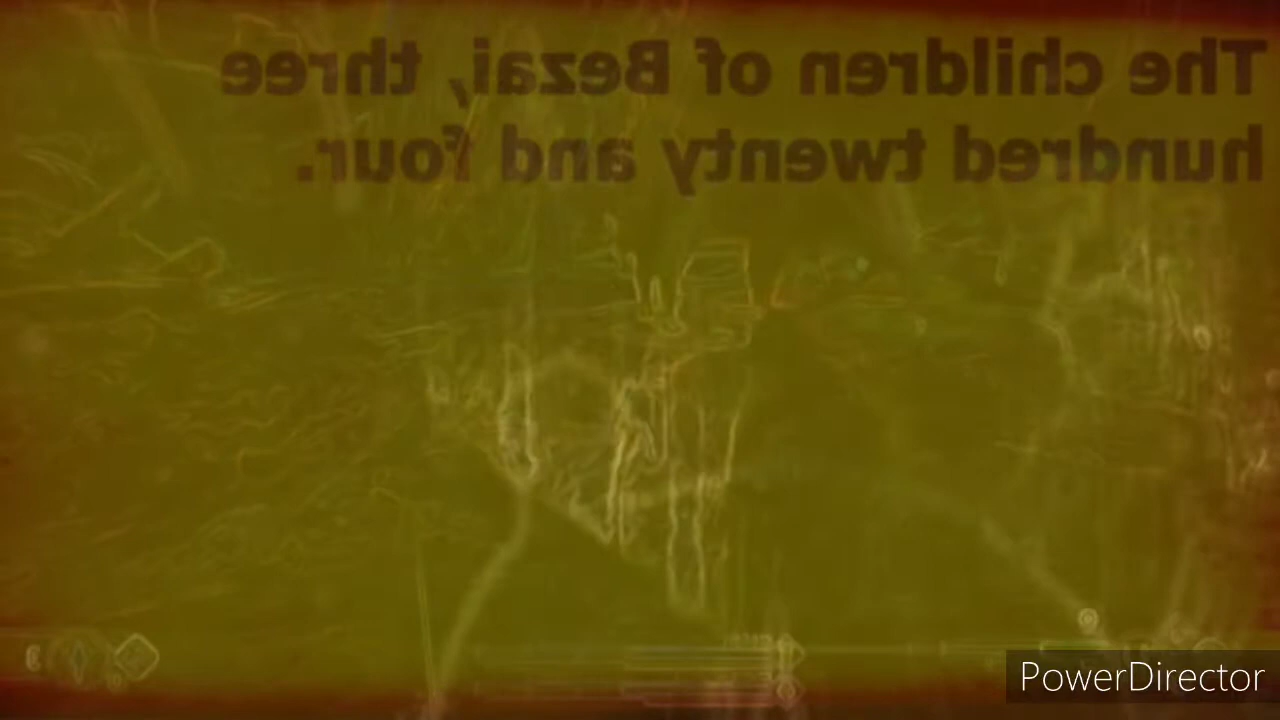 The children of Bezai, three
hundred twenty and four.
PowerDirector